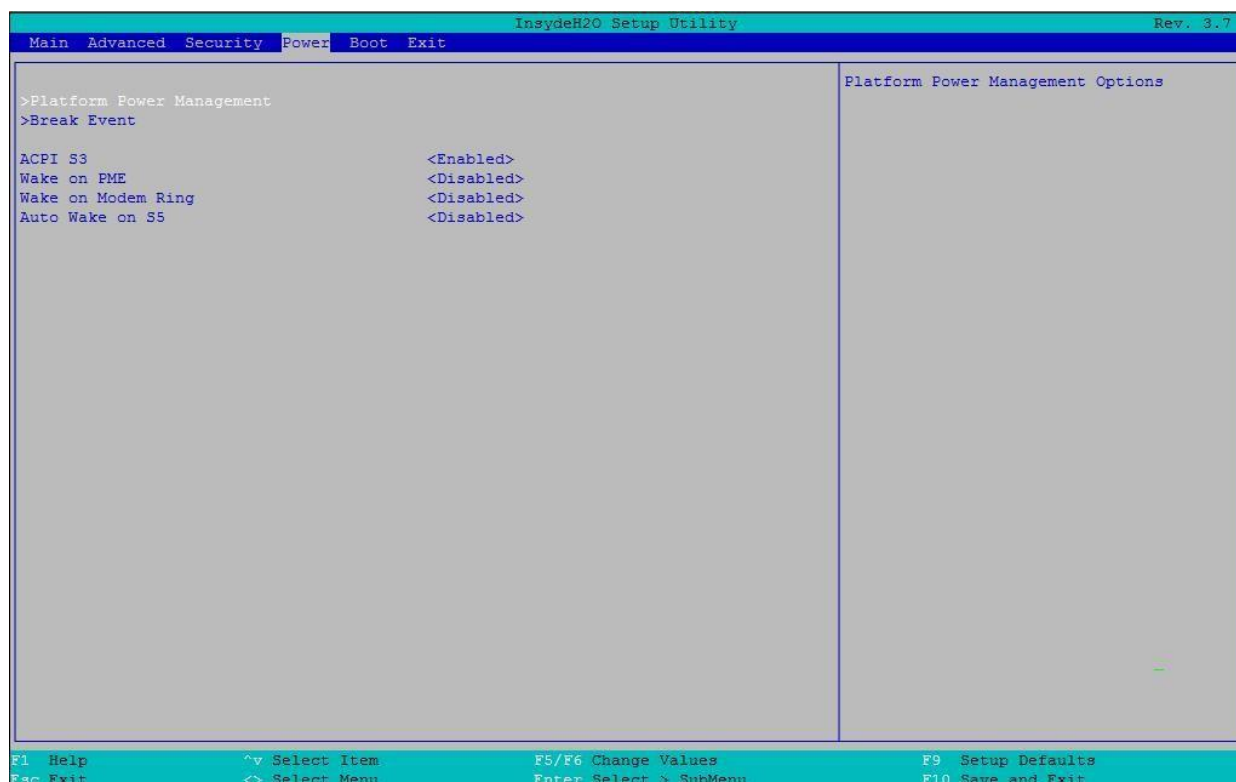 InsydeH20 Setup Utility Rev. 3.7
Main Advanced Security Power Boot Exit
Platform Power Management Options
>Platform Power Management
>Break Event
ACPI S3 <Enabled>
Wake on PME <Disabled>
Wake on Modem Ring <Disabled>
Auto Wake on S5 <Disabled>
F1 Help ^v Select Item F5/F6 Change Values F9 Setup Defaults
Esc Exit <> Select Menu Enter Select > SubMenu F10 Save and Exit